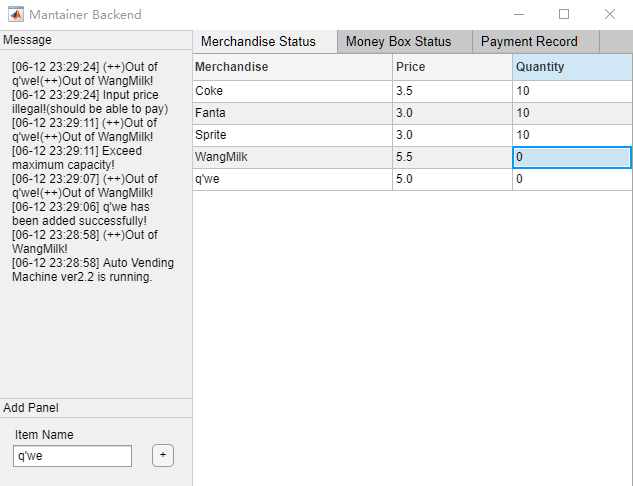 Mantainer Backend
Message
[06-12 23:29:24] (++)Out of
q'we!(++)Out of WangMilk!
[06-12 23:29:24] Input price
illegal!(should be able to pay)
[06-12 23:29:11] (++)Out of
q'we!(++)Out of WangMilk!
[06-12 23:29:11] Exceed
maximum capacity!
[06-12 23:29:07] (++)Out of
q'we!(++)Out of WangMilk!
[06-12 23:29:06] q'we has
been added successfully!
[06-12 23:28:58] (++)Out of
WangMilk!
[06-12 23:28:58] Auto Vending
Machine ver2.2 is running.
Add Panel
Item Name
q'we
+
Merchandise Status Money Box Status Payment Record
Merchandise Price Quantity
Coke 3.5 10
Fanta 3.0 10
Sprite 3.0 10
WangMilk 5.5 0
q'we 5.0 0